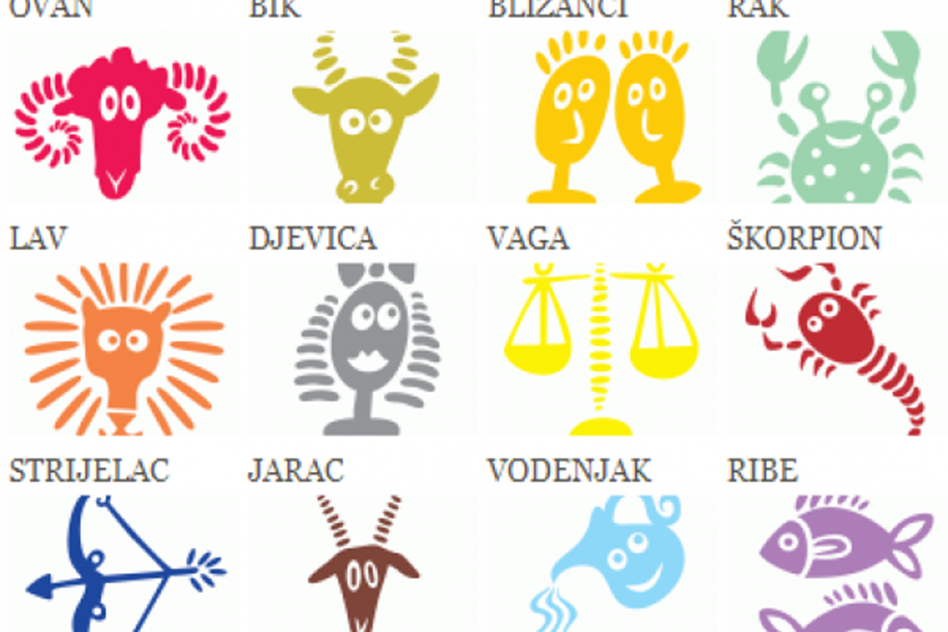 OVAN BIK BLIZANCI RAK
LAV DJEVICA VAGA ŠKORPION
STRIJELAC JARAC VODENJAK RIBE